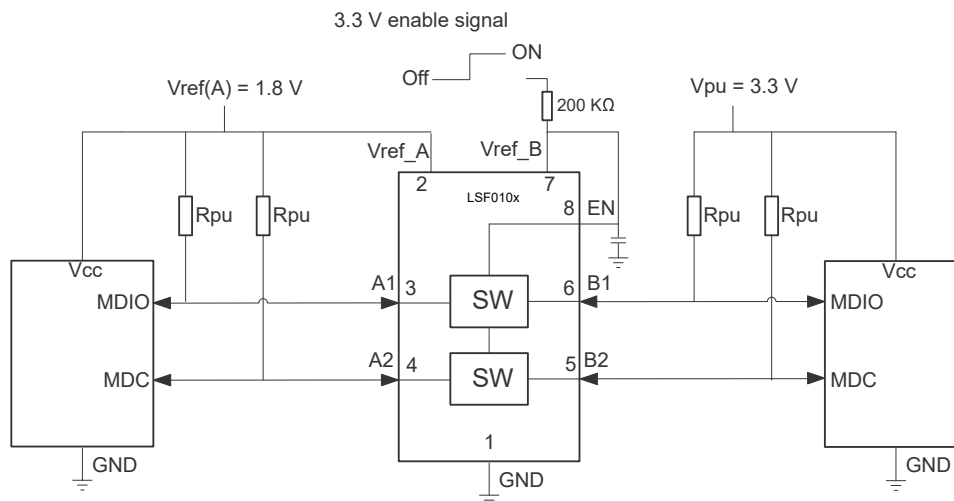 3.3 V enable signal
ON
Off
Vref(A) = 1.8 V
Vpu = 3.3 V
200 KΩ
Vref_A
Vref_B
2
7
LSF010x
8
EN
Rpu
Rpu
Rpu
Rpu
Vcc
Vcc
MDIO
A1
3
SW
6
B1
MDIO
MDC
A2
4
SW
5
B2
MDC
1
GND
GND
GND